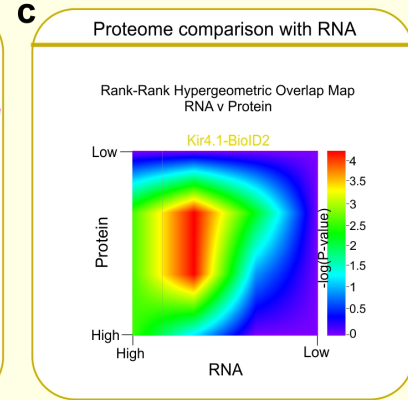 C
Proteome comparison with RNA
Rank-Rank Hypergeometric Overlap Map
RNA v Protein
Kir4.1-BioID2
Low
Protein
High
High
Low
RNA
-log(P-value)
4
3.5
3
2.5
2
1.5
1
0.5
0